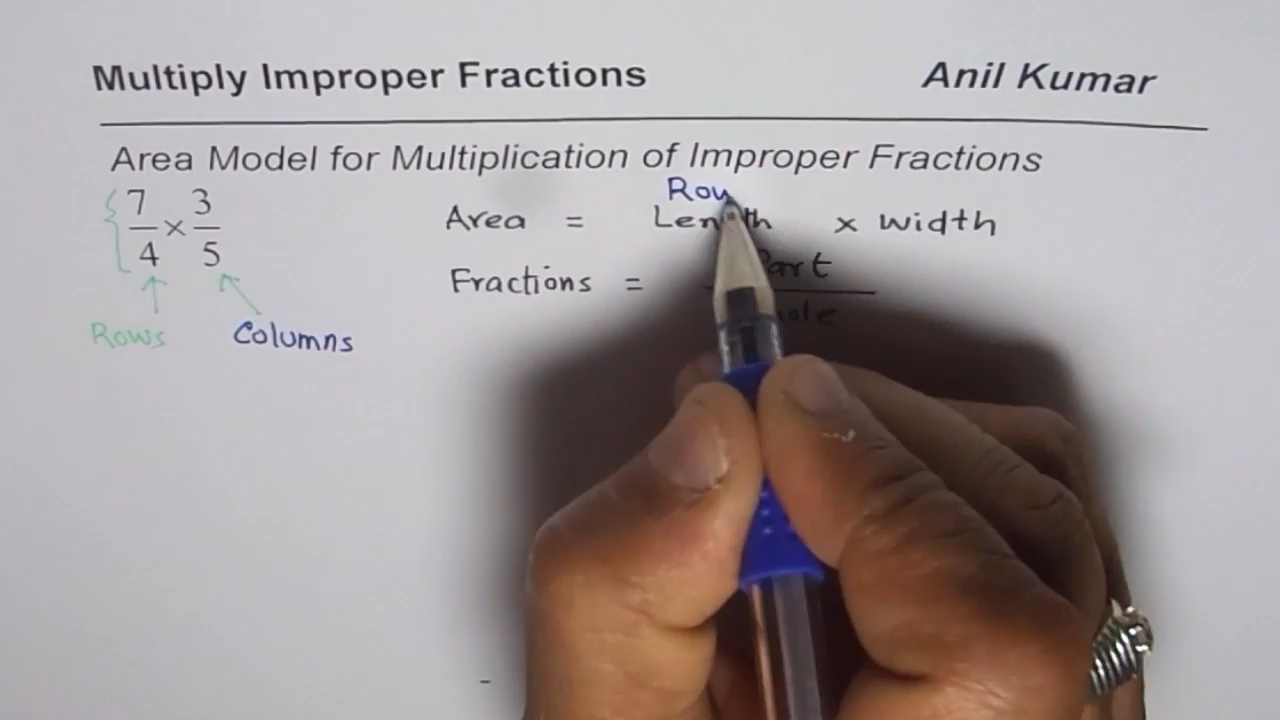 Multiply Improper Fractions Anil Kumar
Area Model for Multiplication of Improper Fractions
7/4 × 3/5
Rows Columns
Row
Area = Length × Width
Fractions =